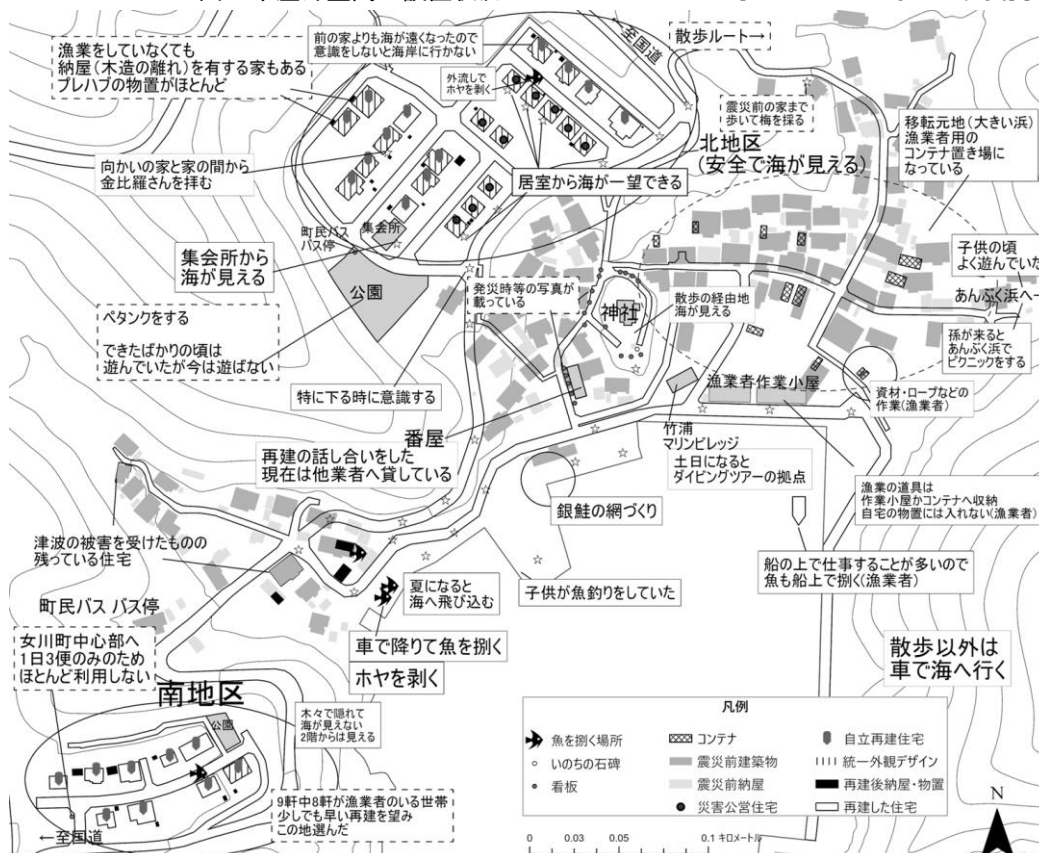 前の家よりも海が遠くなったので
意識をしないと海岸に行かない
至国道
散歩ルート→
漁業をしていなくても
納屋(木造の離れ)を有する家もある
プレハブの物置がほとんど
外流しで
ホヤを剥く
震災前の家まで
歩いて梅を採る
移転元地(大きい浜)
漁業者用の
コンテナ置き場に
なっている
北地区
(安全で海が見える)
向かいの家と家の間から
金比羅さんを拝む
居室から海が一望できる
町民バス
バス停
集会所
集会所から
海が見える
子供の頃
よく遊んでいた
発災時等の写真が
載っている
散歩の経由地
海が見える
あんぷく浜へ
公園
神社
ペタンクをする
できたばかりの頃は
遊んでいたが今は遊ばない
孫が来ると
あんぷく浜で
ピクニックをする
特に下る時に意識する
漁業者作業小屋
資材・ロープなどの
作業(漁業者)
番屋
竹浦
マリンビレッジ
再建の話し合いをした
現在は他業者へ貸している
土日になると
ダイビングツアーの拠点
漁業の道具は
作業小屋かコンテナへ収納
自宅の物置には入れない(漁業者)
銀鮭の網づくり
津波の被害を受けたものの
残っている住宅
船の上で仕事することが多いので
魚も船上で捌く(漁業者)
夏になると
海へ飛び込む
子供が魚釣りをしていた
町民バス バス停
女川町中心部へ
1日3便のみのため
ほとんど利用しない
車で降りて魚を捌く
ホヤを剥く
散歩以外は
車で海へ行く
南地区
木々で隠れて
海が見えない
2階からは見える
公園
9軒中8軒が漁業者のいる世帯
少しでも早い再建を望み
この地選んだ
←至国道
凡例
魚を捌く場所
コンテナ
自立再建住宅
いのちの石碑
震災前建築物
統一外観デザイン
看板
震災前納屋
再建後納屋・物置
災害公営住宅
再建した住宅
N
0 0.03 0.05 0.1 キロメートル